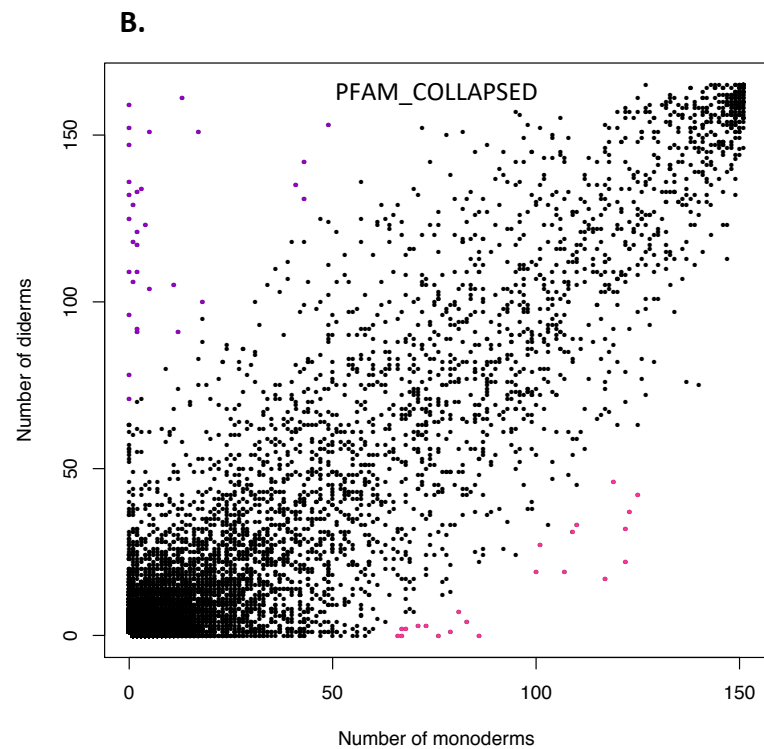 B.
PFAM_COLLAPSED
150
100
50
0
Number of diderms
0 50 100 150
Number of monoderms